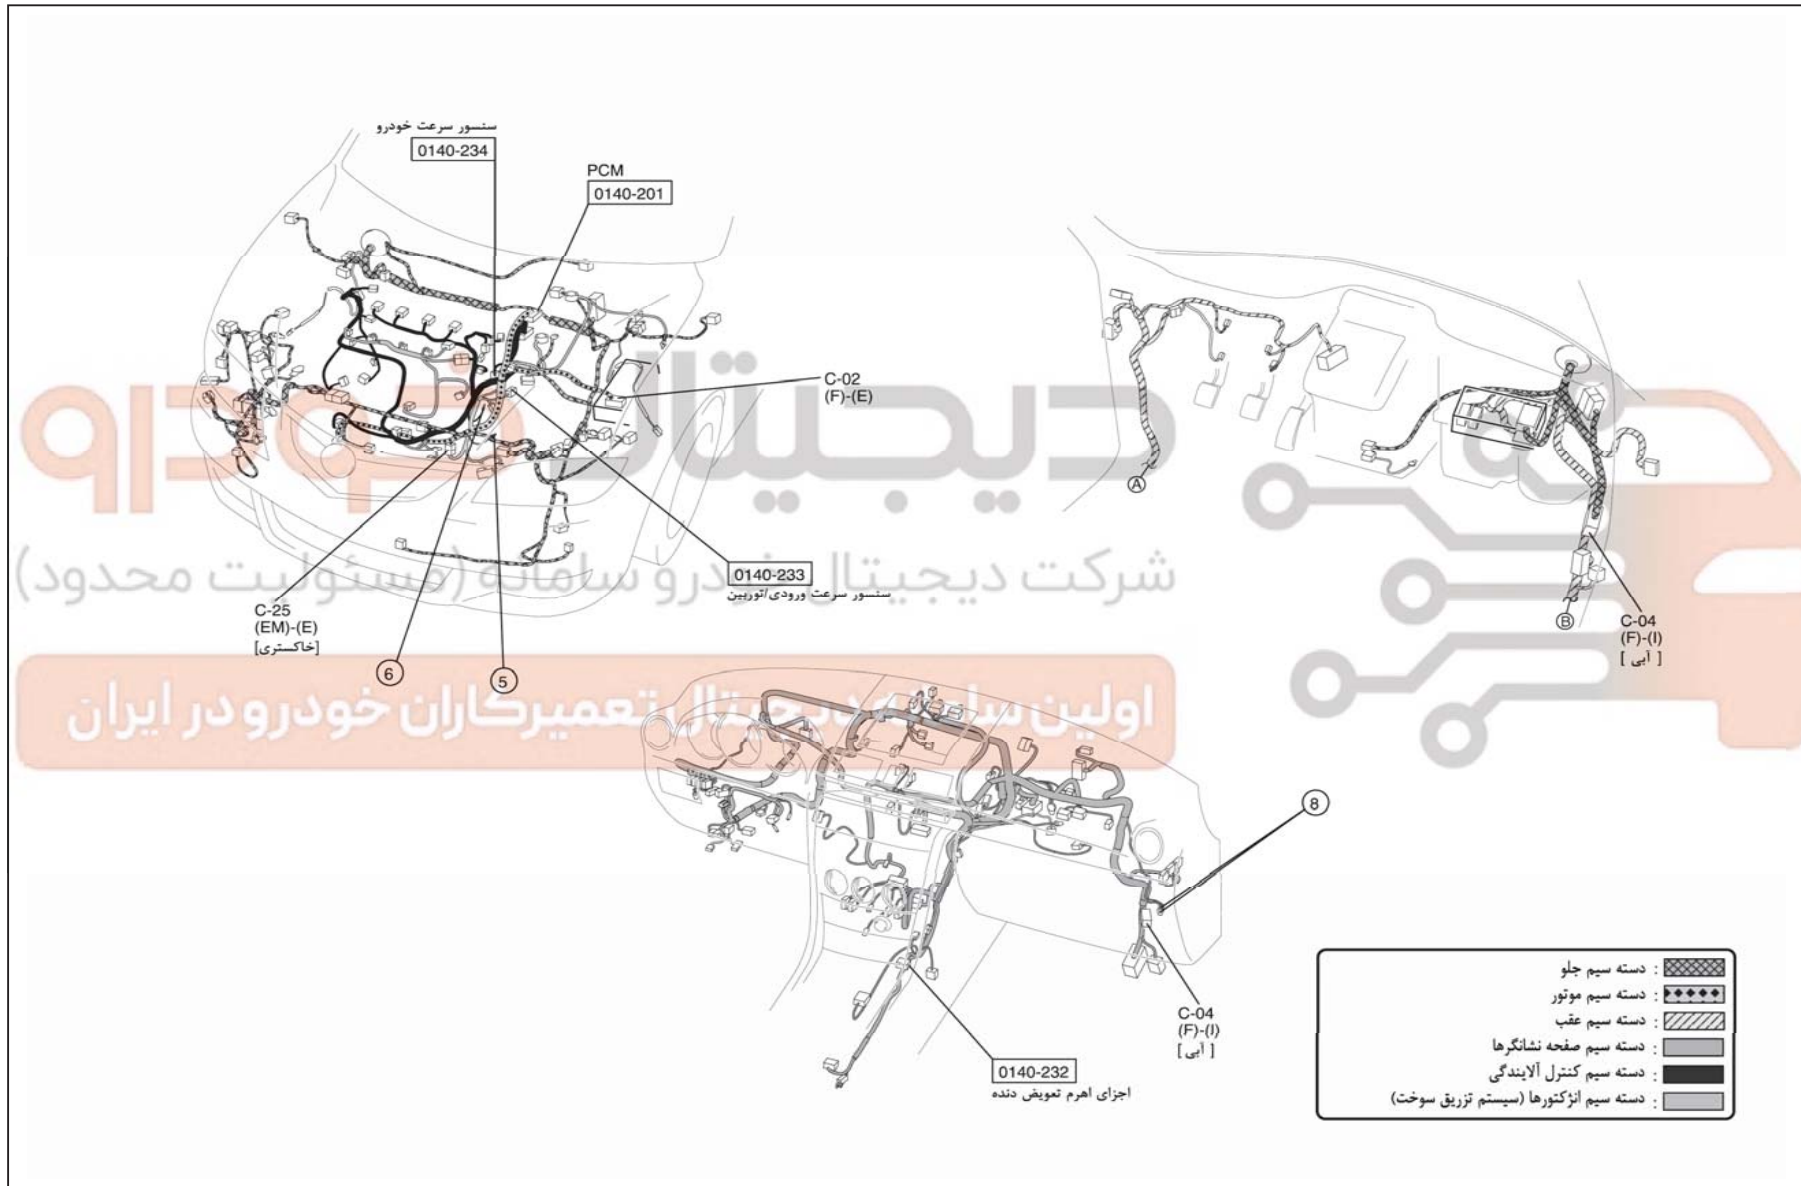 سنسور سرعت خودرو
0140-234
PCM
0140-201
C-02
(F)-(E)
0140-233
سنسور سرعت ورودی/توربین
C-25
(EM)-(E)
[خاکستری]
6
5
A
B
C-04
(F)-(I)
[ آبی ]
دیجیتال خودرو
شرکت دیجیتال خودرو سامانه (مسئولیت محدود)
اولین سامانه دیجیتال تعمیرکاران خودرو در ایران
8
C-04
(F)-(I)
[ آبی ]
0140-232
اجزای اهرم تعویض دنده
: دسته سیم جلو
: دسته سیم موتور
: دسته سیم عقب
: دسته سیم صفحه نشانگرها
: دسته سیم کنترل آلایندگی
: دسته سیم انژکتورها (سیستم تزریق سوخت)